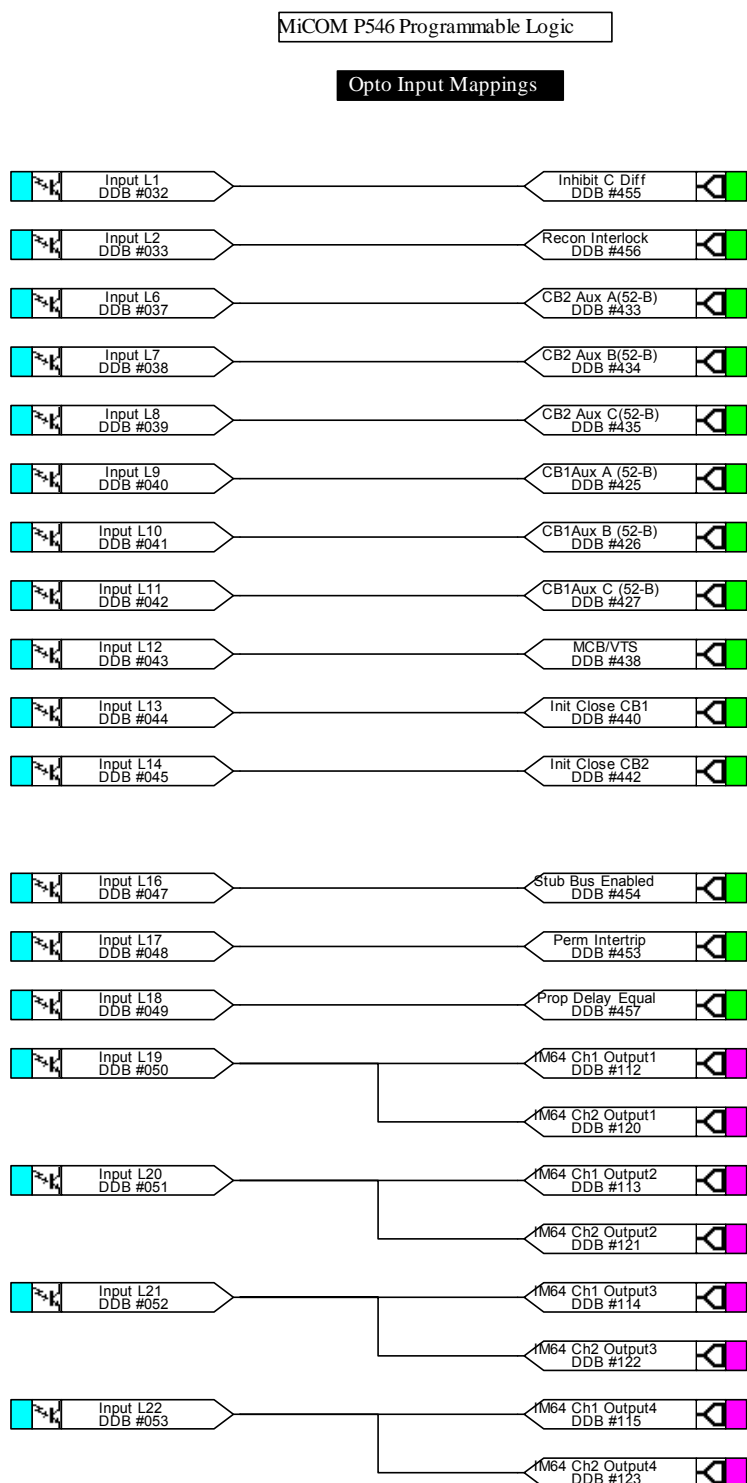 MiCOM P546 Programmable Logic
Opto Input Mappings
Input L1
DDB #032
Inhibit C Diff
DDB #455
Input L2
DDB #033
Recon Interlock
DDB #456
Input L6
DDB #037
CB2 Aux A(52-B)
DDB #433
Input L7
DDB #038
CB2 Aux B(52-B)
DDB #434
Input L8
DDB #039
CB2 Aux C(52-B)
DDB #435
Input L9
DDB #040
CB1Aux A (52-B)
DDB #425
Input L10
DDB #041
CB1Aux B (52-B)
DDB #426
Input L11
DDB #042
CB1Aux C (52-B)
DDB #427
Input L12
DDB #043
MCB/VTS
DDB #438
Input L13
DDB #044
Init Close CB1
DDB #440
Input L14
DDB #045
Init Close CB2
DDB #442
Input L16
DDB #047
Stub Bus Enabled
DDB #454
Input L17
DDB #048
Perm Intertrip
DDB #453
Input L18
DDB #049
Prop Delay Equal
DDB #457
Input L19
DDB #050
IM64 Ch1 Output1
DDB #112
IM64 Ch2 Output1
DDB #120
Input L20
DDB #051
IM64 Ch1 Output2
DDB #113
IM64 Ch2 Output2
DDB #121
Input L21
DDB #052
IM64 Ch1 Output3
DDB #114
IM64 Ch2 Output3
DDB #122
Input L22
DDB #053
IM64 Ch1 Output4
DDB #115
IM64 Ch2 Output4
DDB #123